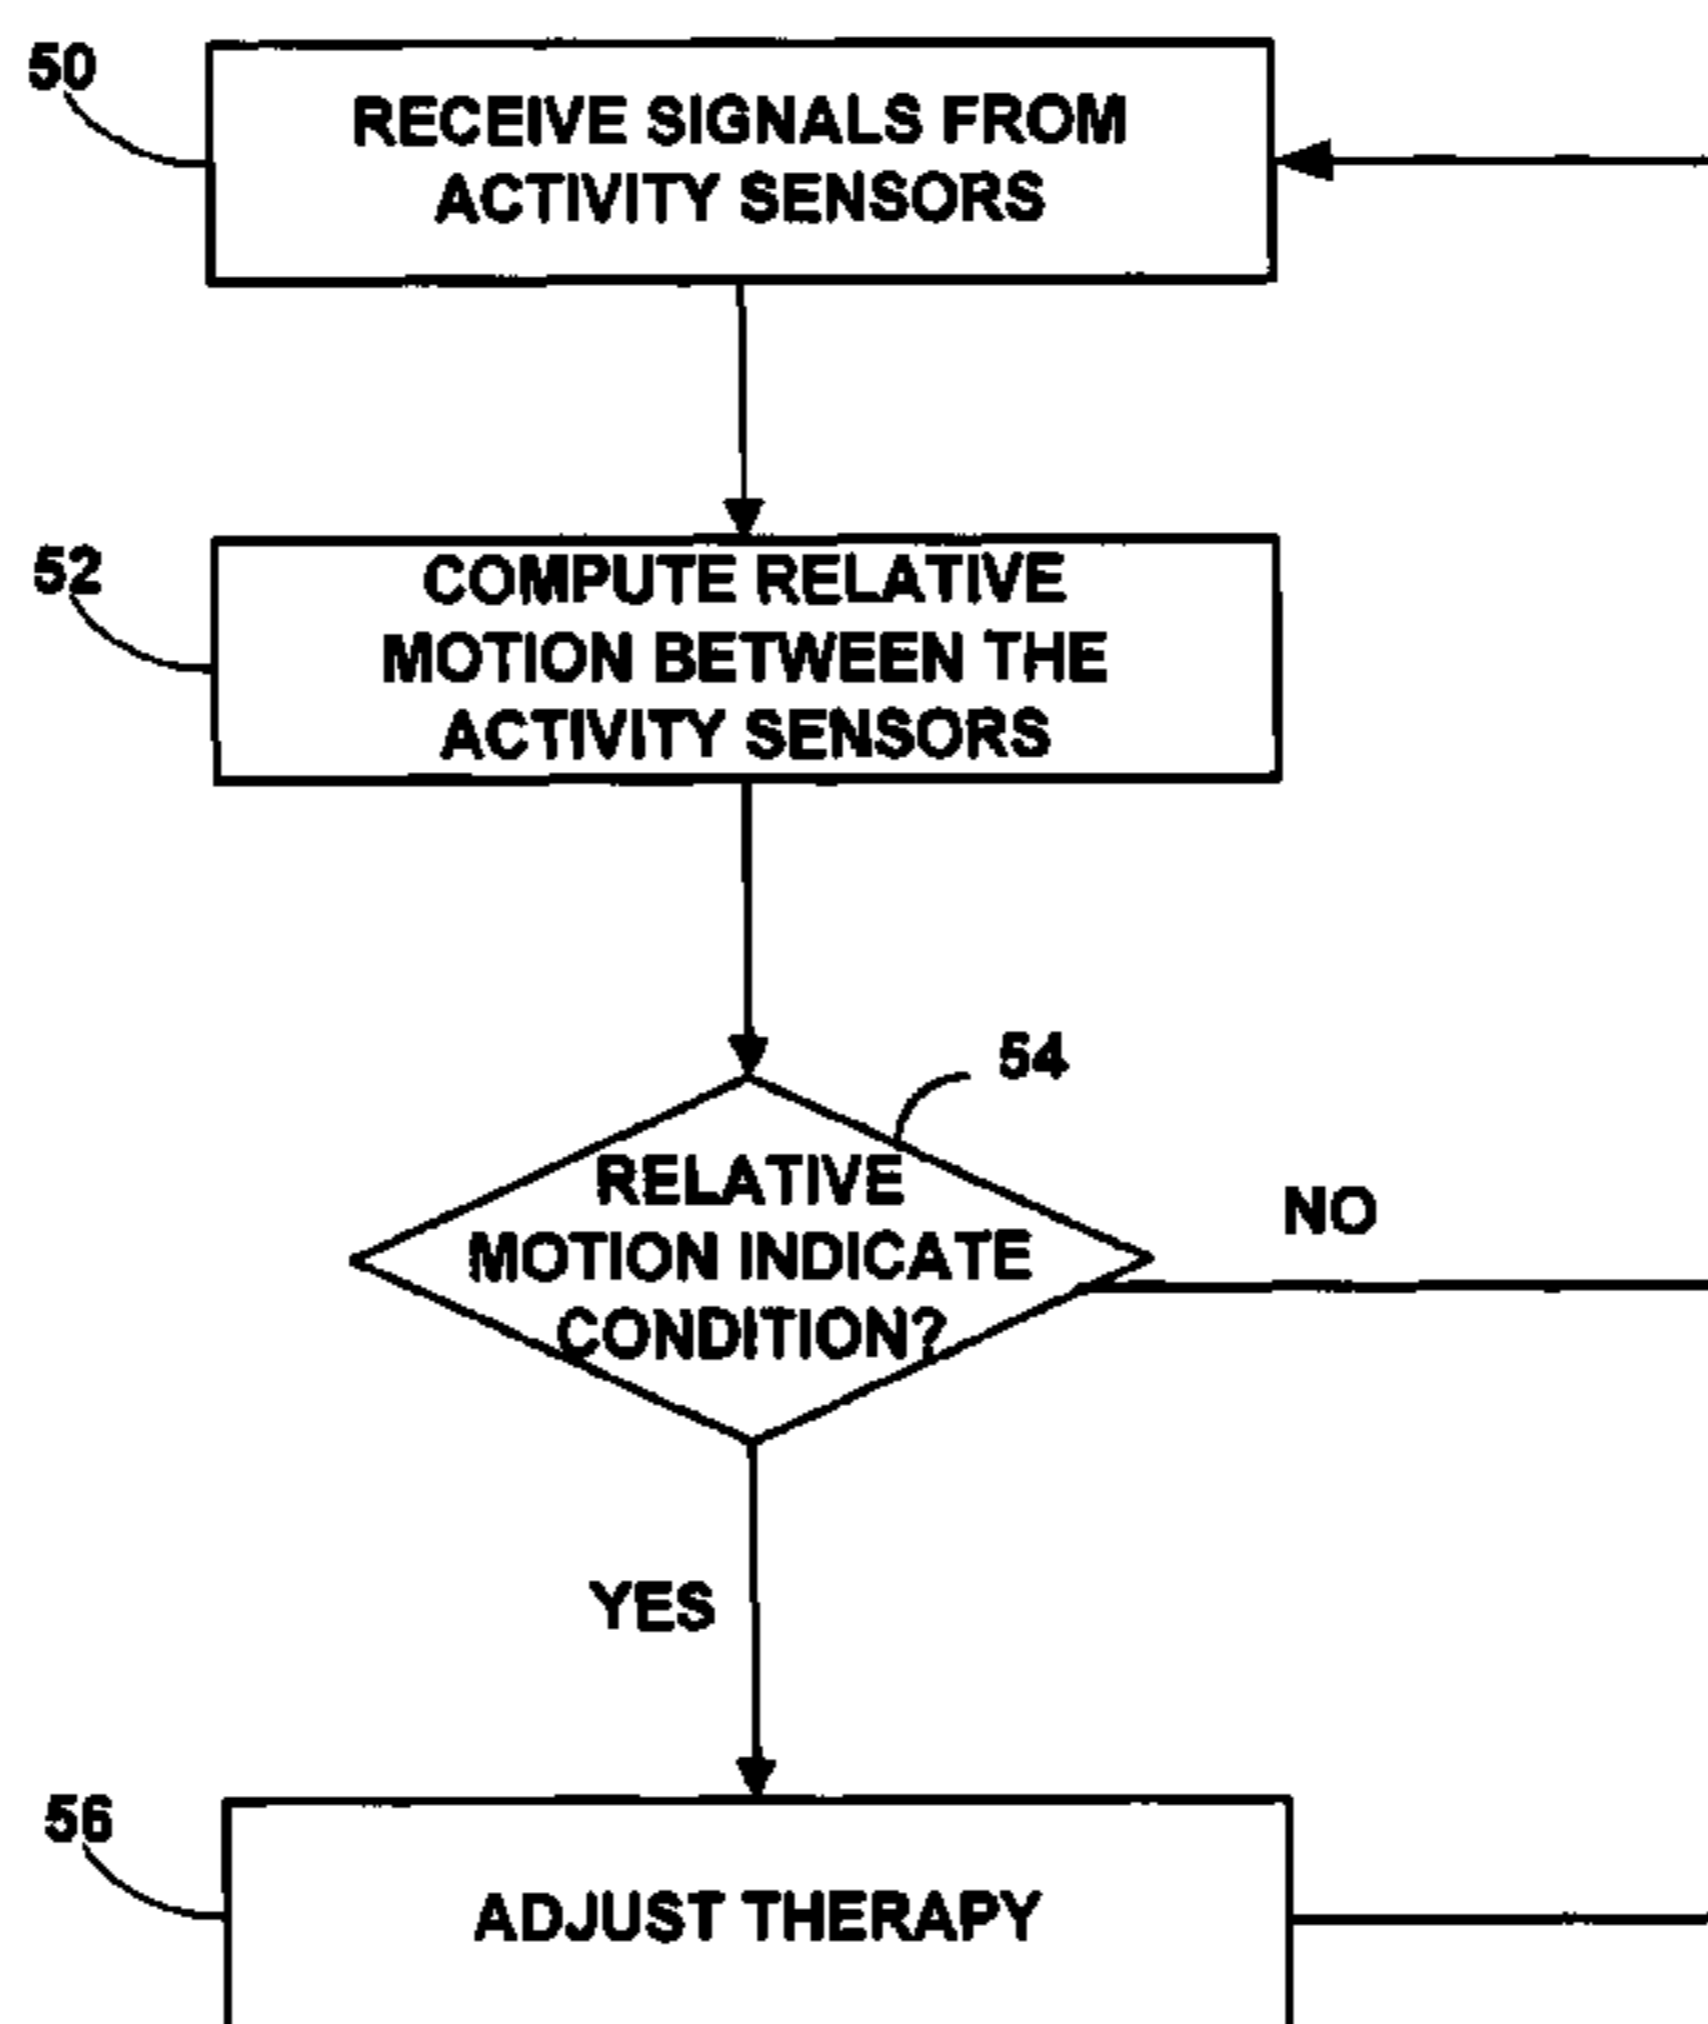 50
RECEIVE SIGNALS FROM
ACTIVITY SENSORS
52
COMPUTE RELATIVE
MOTION BETWEEN THE
ACTIVITY SENSORS
54
RELATIVE
MOTION INDICATE
CONDITION?
NO
YES
56
ADJUST THERAPY